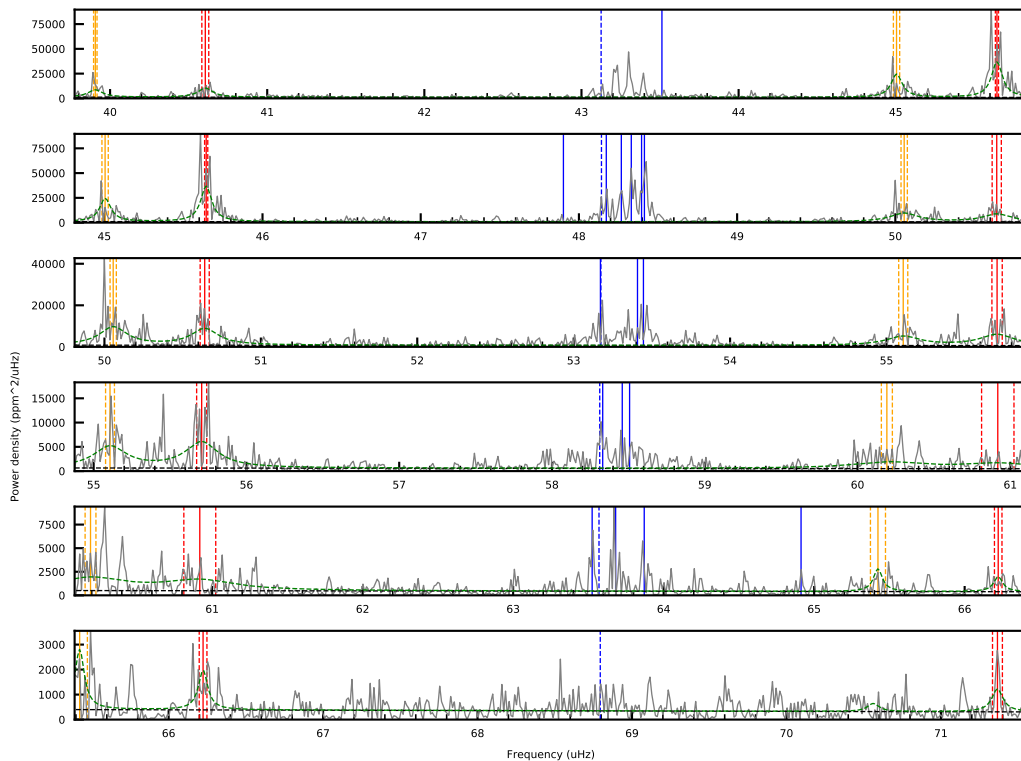 75000
50000
25000
0
40 41 42 43 44 45
75000
50000
25000
0
45 46 47 48 49 50
40000
20000
0
50 51 52 53 54 55
15000
10000
5000
0
55 56 57 58 59 60 61
7500
5000
2500
0
61 62 63 64 65 66
3000
2000
1000
0
66 67 68 69 70 71
Power density (ppm^2/uHz)
Frequency (uHz)